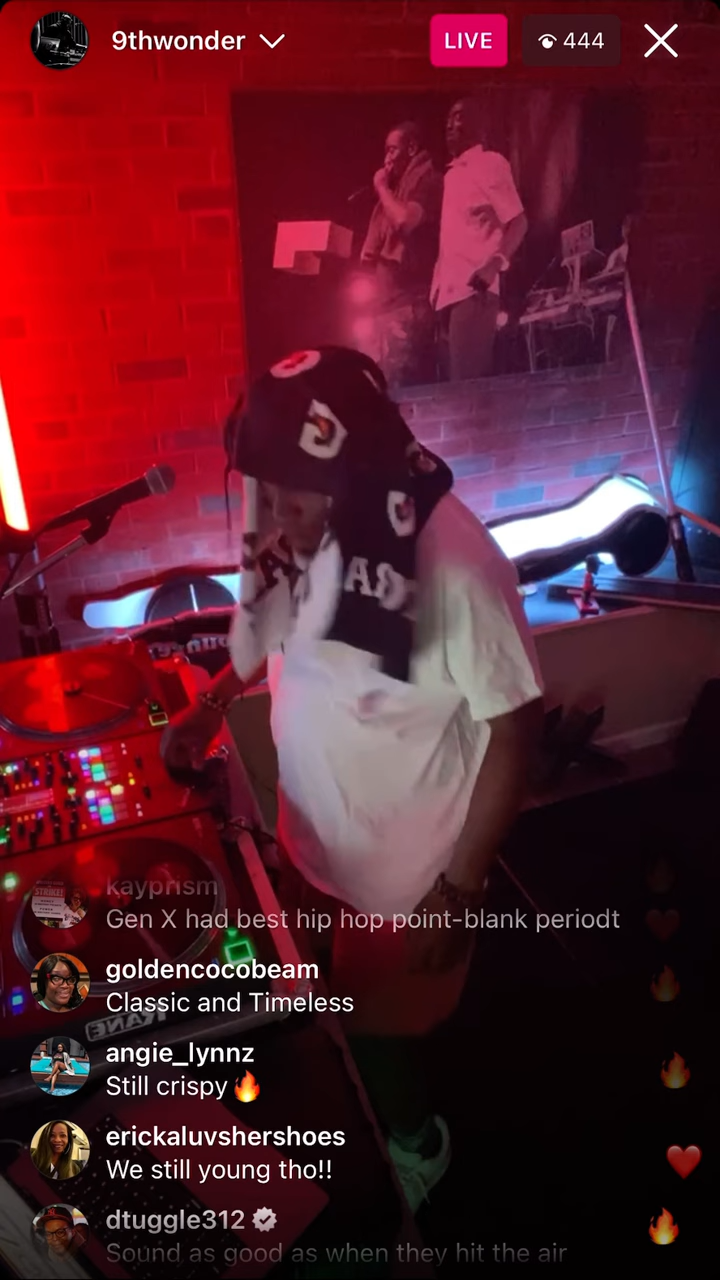 9thwonder
LIVE
444
kayprism
Gen X had best hip hop point-blank periodt
goldencocobeam
Classic and Timeless
angie_lynnz
Still crispy🔥
erickaluvshershoes
We still young tho!!
dtuggle312
Sound as good as when they hit the air
RANE